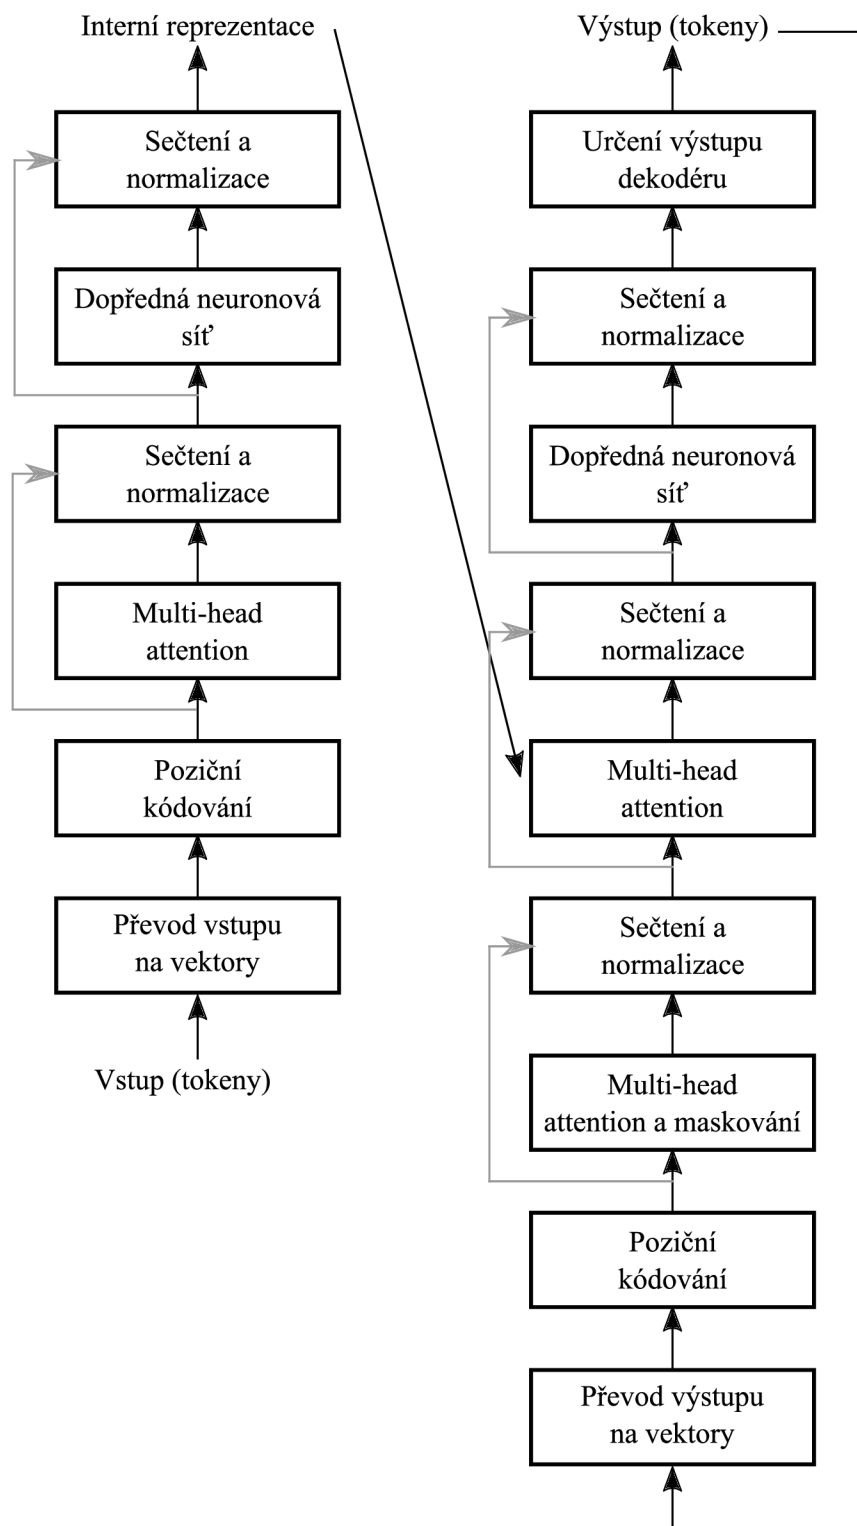 Interní reprezentace
Sečtení a
normalizace
Dopředná neuronová
síť
Sečtení a
normalizace
Multi-head
attention
Poziční
kódování
Převod vstupu
na vektory
Vstup (tokeny)
Výstup (tokeny)
Určení výstupu
dekodéru
Sečtení a
normalizace
Dopředná neuronová
síť
Sečtení a
normalizace
Multi-head
attention
Sečtení a
normalizace
Multi-head
attention a maskování
Poziční
kódování
Převod výstupu
na vektory